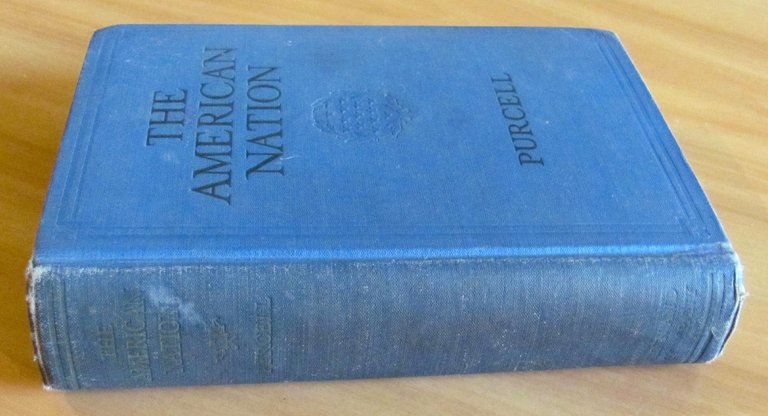 THE
AMERICAN
NATION
PURCELL
THE
AMERICAN
NATION
PURCELL